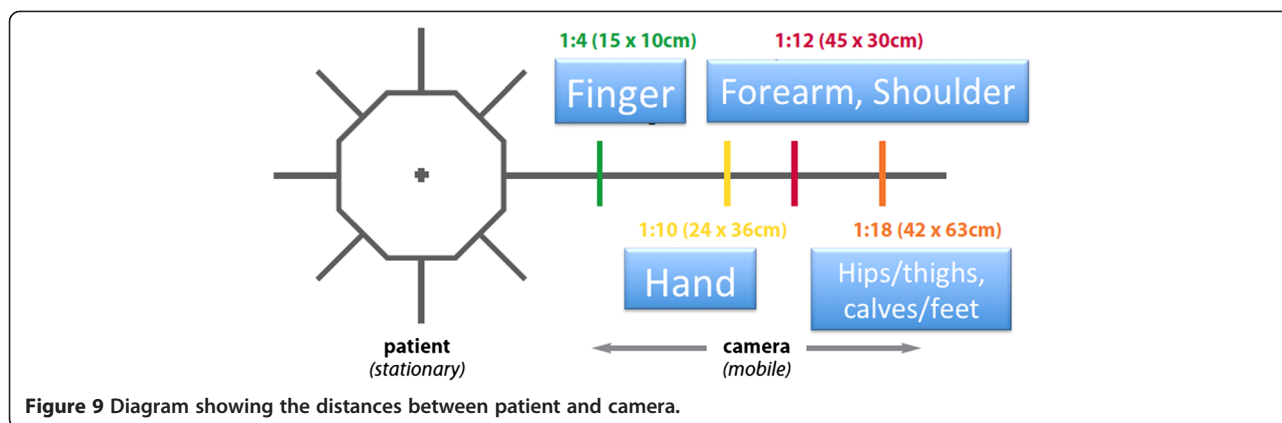 1:4 (15 x 10cm)
1:12 (45 x 30cm)
Finger
Forearm, Shoulder
1:10 (24 x 36cm)
1:18 (42 x 63cm)
Hand
Hips/thighs,
calves/feet
patient
(stationary)
camera
(mobile)
Figure 9 Diagram showing the distances between patient and camera.